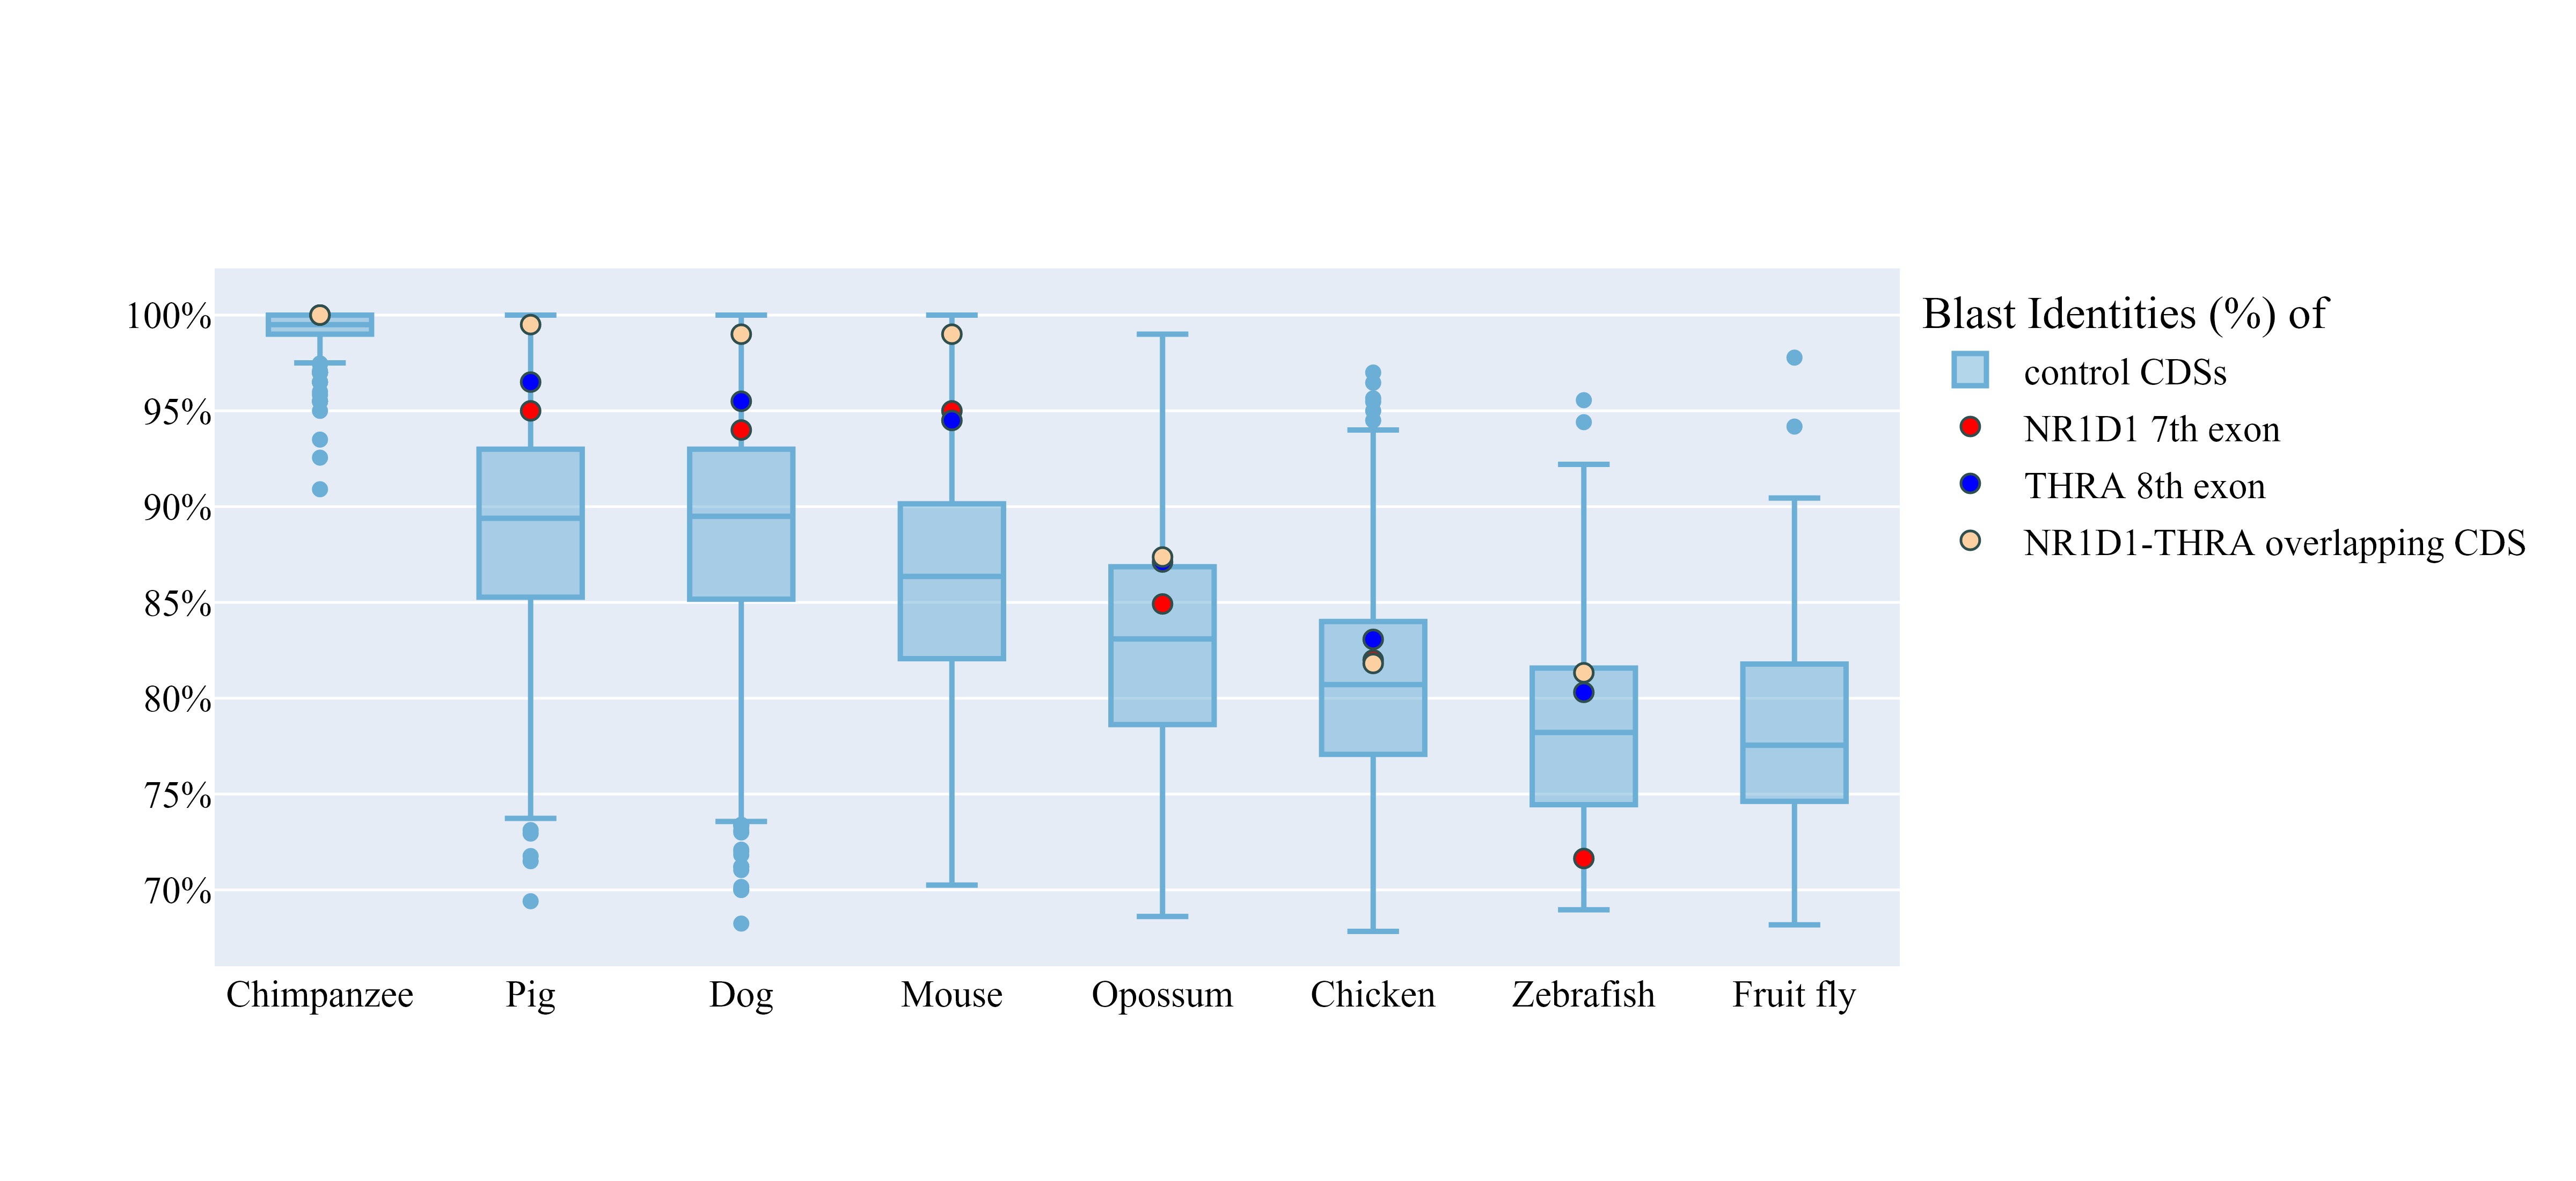 Blast Identities (%) of
control CDSs
NR1D1 7th exon
THRA 8th exon
NR1D1-THRA overlapping CDS
100%
95%
90%
85%
80%
75%
70%
Chimpanzee Pig Dog Mouse Opossum Chicken Zebrafish Fruit fly